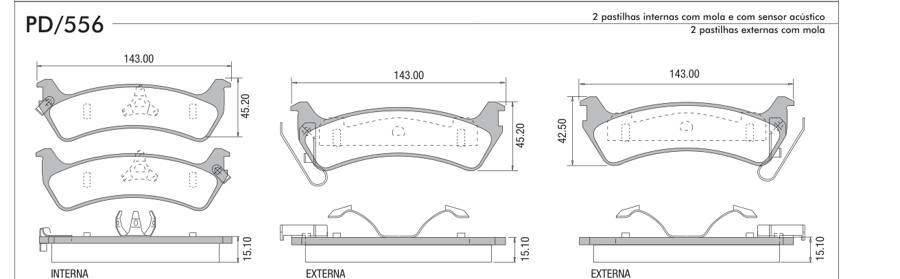 PD/556
2 pastilhas internas com mola e com sensor acústico
2 pastilhas externas com mola
143.00
45.20
15.10
INTERNA
143.00
45.20
15.10
EXTERNA
143.00
42.50
15.10
EXTERNA